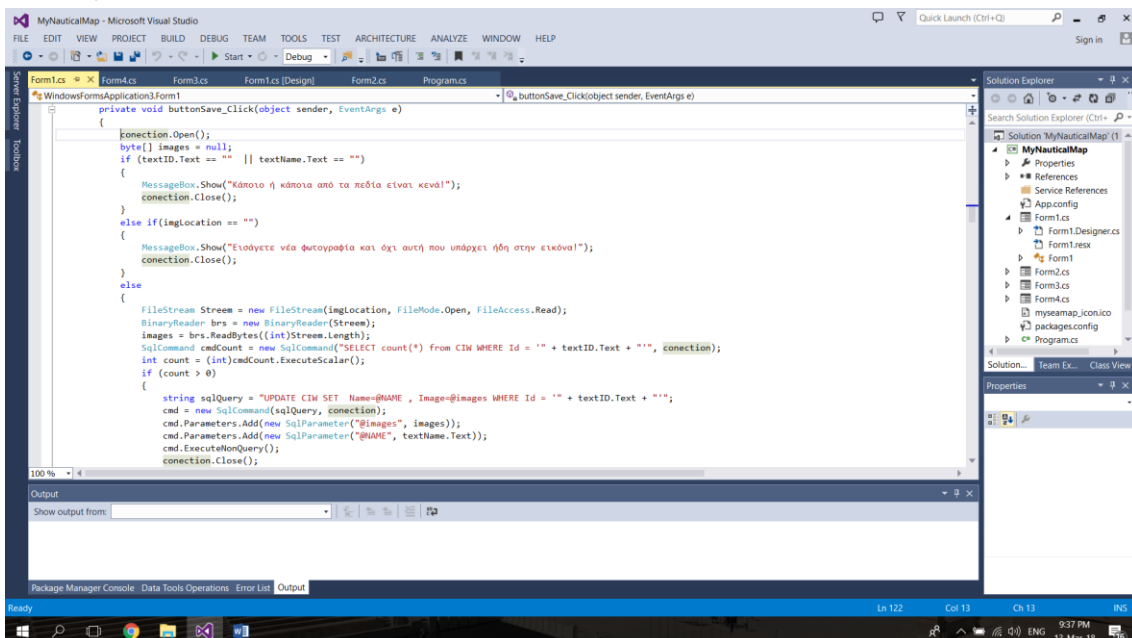 MyNauticalMap - Microsoft Visual Studio
Quick Launch (Ctrl+Q)
FILE EDIT VIEW PROJECT BUILD DEBUG TEAM TOOLS TEST ARCHITECTURE ANALYZE WINDOW HELP
Sign in
Start
Debug
Server Explorer
Toolbox
Form1.cs Form4.cs Form3.cs Form1.cs [Design] Form2.cs Program.cs
WindowsFormsApplication3.Form1
buttonSave_Click(object sender, EventArgs e)
private void buttonSave_Click(object sender, EventArgs e)
{
conection.Open();
byte[] images = null;
if (textID.Text == "" || textName.Text == "")
{
MessageBox.Show("Κάποιο ή κάποια από τα πεδία είναι κενά!");
conection.Close();
}
else if(imgLocation == "")
{
MessageBox.Show("Εισάγετε νέα φωτογραφία και όχι αυτή που υπάρχει ήδη στην εικόνα!");
conection.Close();
}
else
{
FileStream Streem = new FileStream(imgLocation, FileMode.Open, FileAccess.Read);
BinaryReader brs = new BinaryReader(Streem);
images = brs.ReadBytes((int)Streem.Length);
SqlCommand cmdCount = new SqlCommand("SELECT count(*) from CIW WHERE Id = '" + textID.Text + "'", conection);
int count = (int)cmdCount.ExecuteScalar();
if (count > 0)
{
string sqlQuery = "UPDATE CIW SET  Name=@NAME , Image=@images WHERE Id = '" + textID.Text + "'";
cmd = new SqlCommand(sqlQuery, conection);
cmd.Parameters.Add(new SqlParameter("@images", images));
cmd.Parameters.Add(new SqlParameter("@NAME", textName.Text));
cmd.ExecuteNonQuery();
conection.Close();
100 %
Output
Show output from:
Package Manager Console Data Tools Operations Error List Output
Solution Explorer
Search Solution Explorer (Ctrl+
Solution 'MyNauticalMap' (1
MyNauticalMap
Properties
References
Service References
App.config
Form1.cs
Form1.Designer.cs
Form1.resx
Form1
Form2.cs
Form3.cs
Form4.cs
myseamap_icon.ico
packages.config
Program.cs
Solution... Team Ex... Class View
Properties
Ready
Ln 122 Col 13 Ch 13 INS
ENG
9:37 PM
13-Mar-18